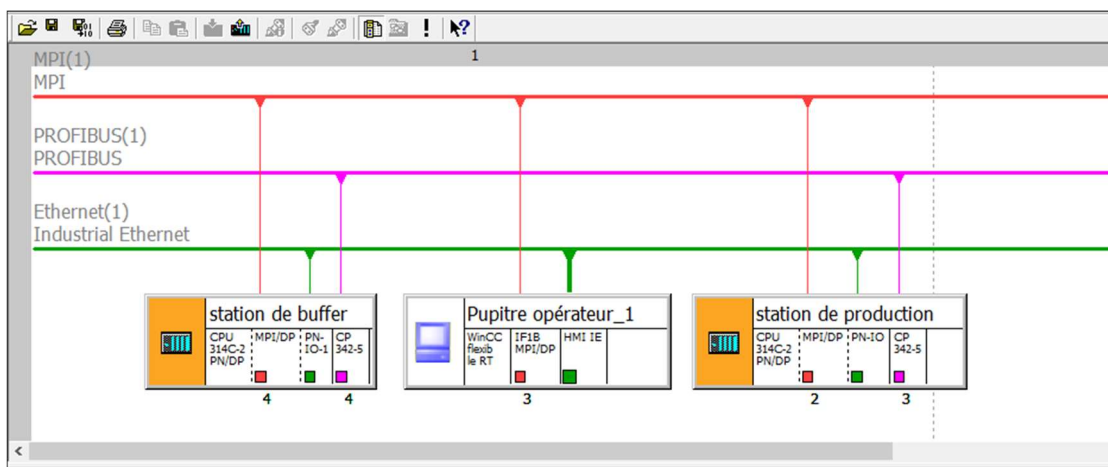 1
MPI(1)
MPI
PROFIBUS(1)
PROFIBUS
Ethernet(1)
Industrial Ethernet
station de buffer
CPU
314C-2
PN/DP
MPI/DP
PN-
IO-1
CP
342-5
4
4
Pupitre opérateur_1
WinCC
flexib
le RT
IF1B
MPI/DP
HMI IE
3
station de production
CPU
314C-2
PN/DP
MPI/DP
PN-IO
CP
342-5
2
3